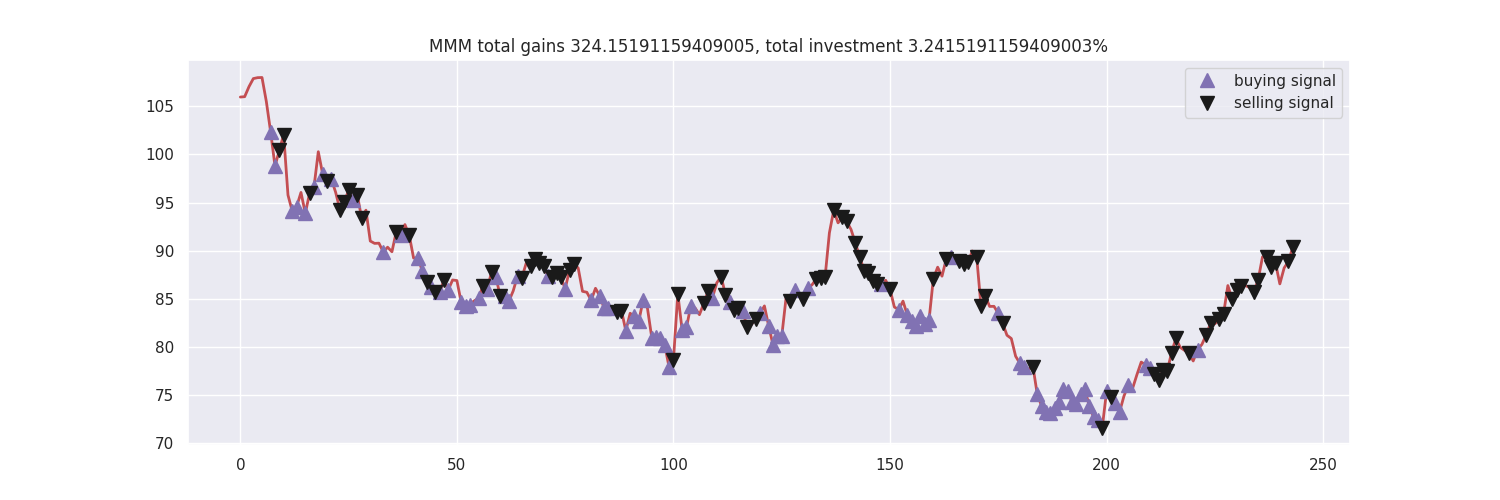 MMM total gains 324.15191159409005, total investment 3.2415191159409003%
buying signal
selling signal
105
100
95
90
85
80
75
70
0 50 100 150 200 250